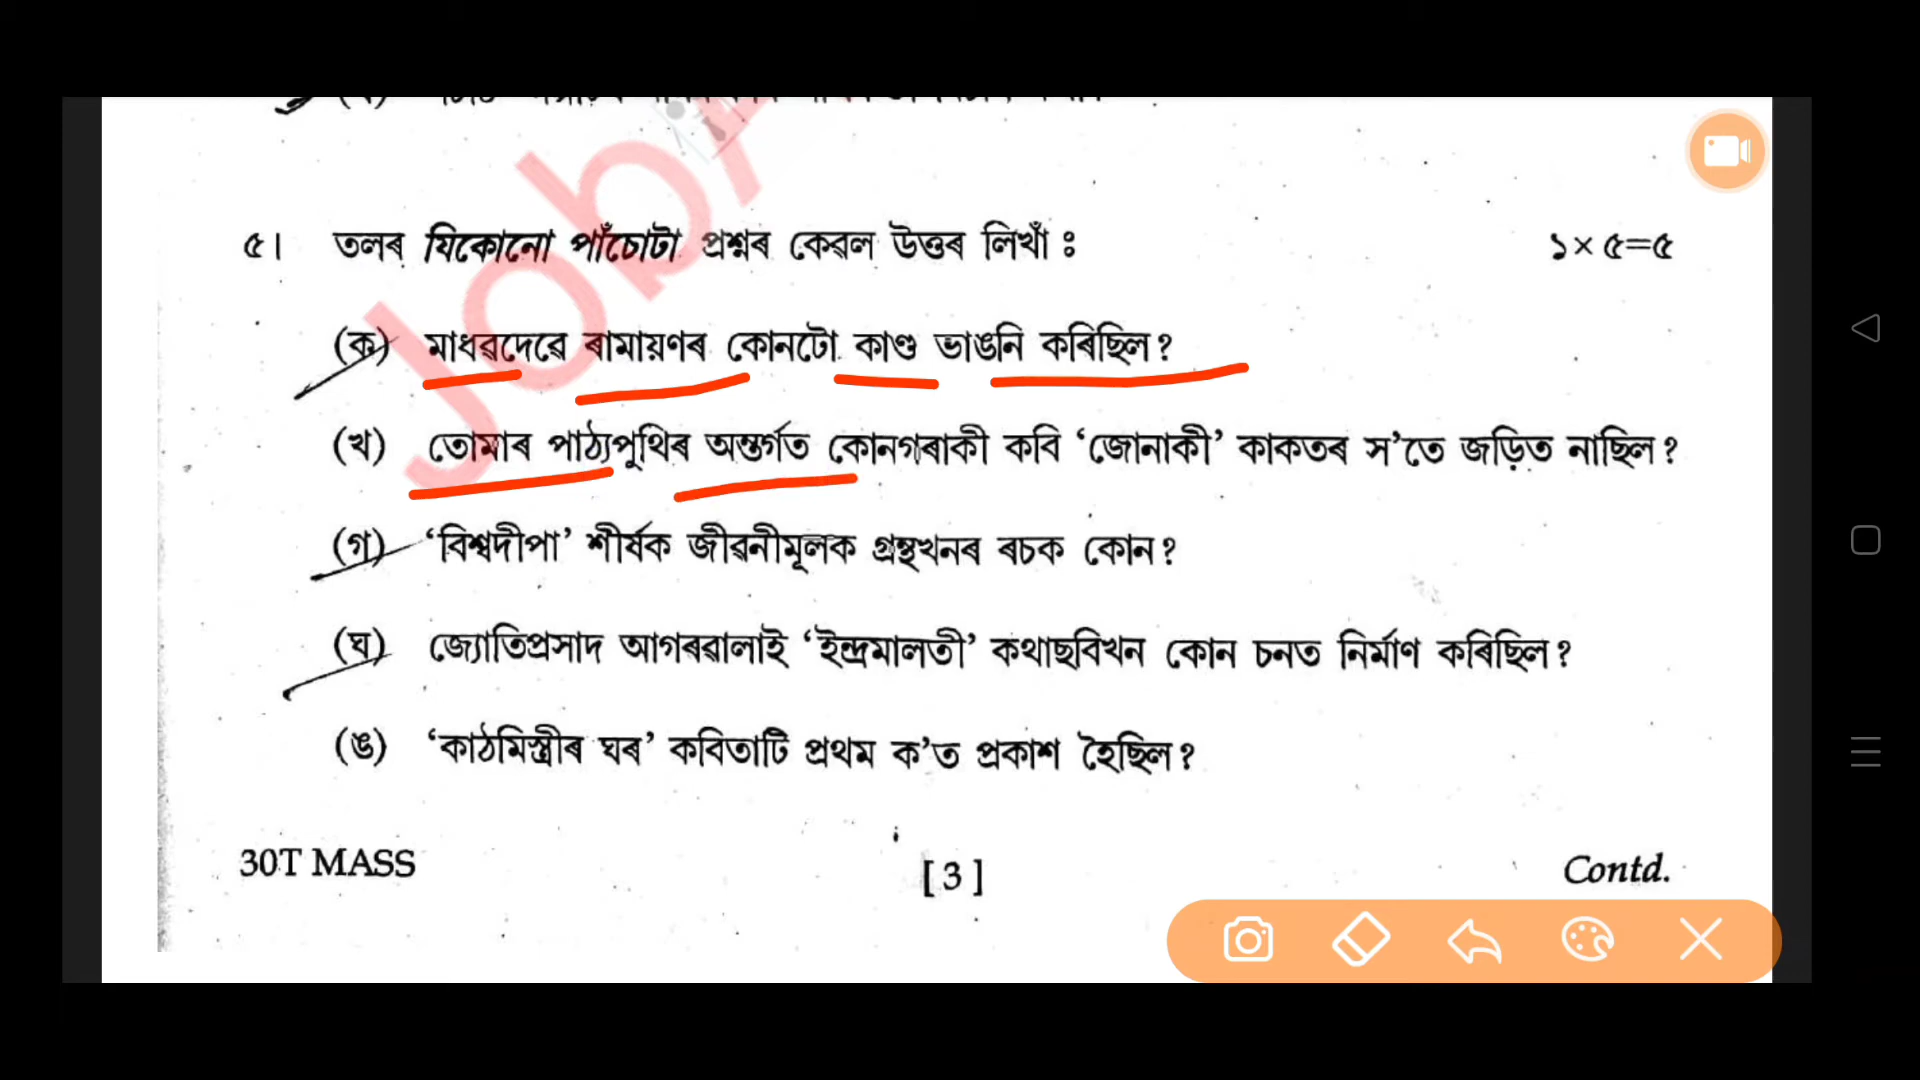 JobA
৫। তলৰ যিকোনো পাঁচোটা প্ৰশ্নৰ কেৱল উত্তৰ লিখাঁ ঃ ১ × ৫=৫
(ক) মাধৱদেৱে ৰামায়ণৰ কোনটো কাণ্ড ভাঙনি কৰিছিল?
(খ) তোমাৰ পাঠ্যপুথিৰ অন্তৰ্গত কোনগৰাকী কবি ‘জোনাকী’ কাকতৰ স’তে জড়িত নাছিল?
(গ) ‘বিশ্বদীপা’ শীৰ্ষক জীৱনীমূলক গ্ৰন্থখনৰ ৰচক কোন?
(ঘ) জ্যোতিপ্ৰসাদ আগৰৱালাই ‘ইন্দ্ৰমালতী’ কথাছবিখন কোন চনত নিৰ্মাণ কৰিছিল?
(ঙ) ‘কাঠমিস্ত্ৰীৰ ঘৰ’ কবিতাটি প্ৰথম ক’ত প্ৰকাশ হৈছিল?
30T MASS [ 3 ] Contd.